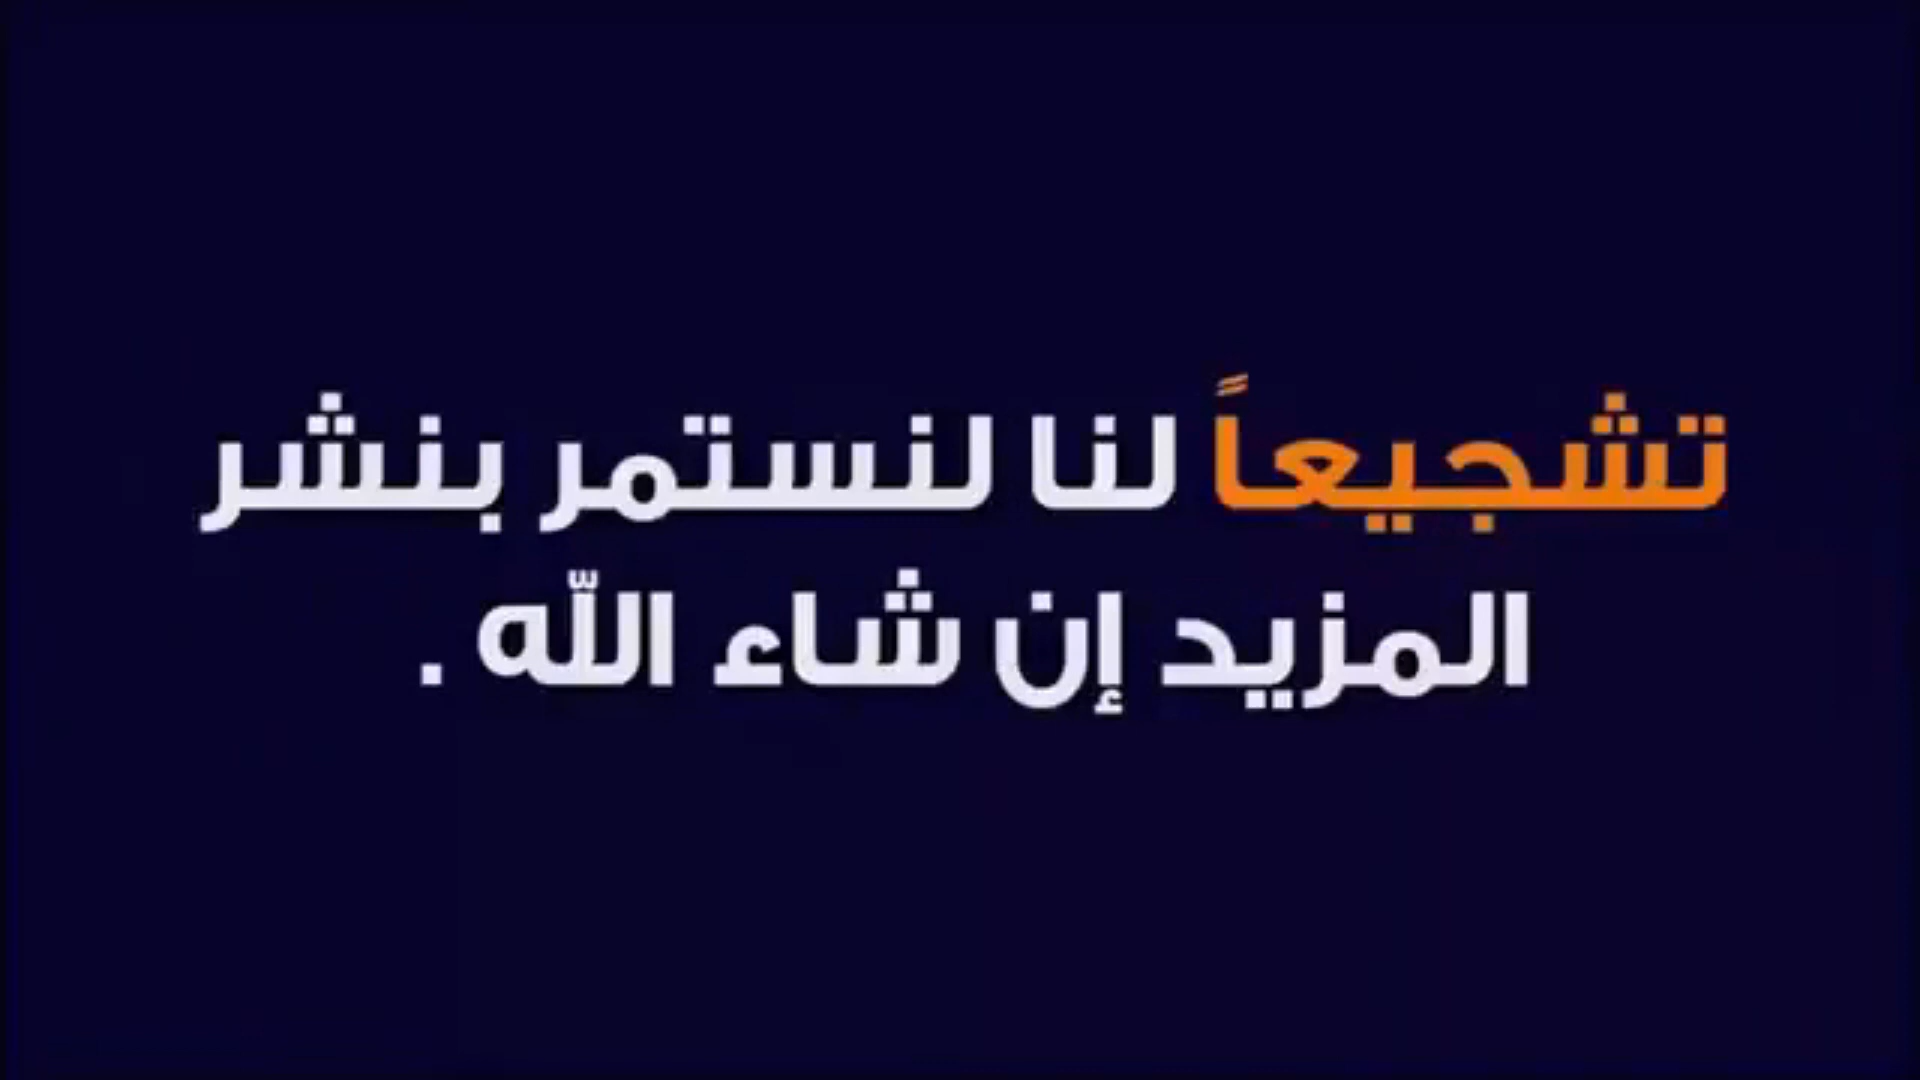 تشجيعاً لنا لنستمر بنشر
المزيد إن شاء الله .